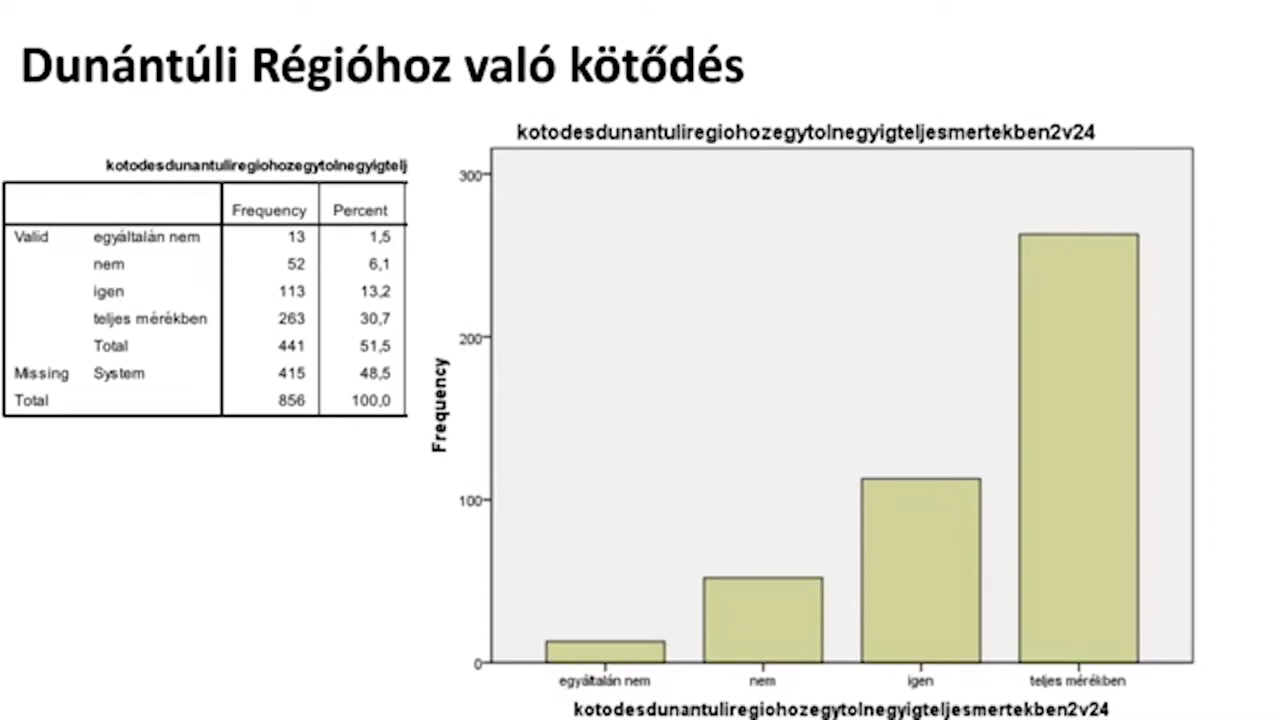 Dunántúli Régióhoz való kötődés
kotodesdunantuliregiohozegytolnegyigtelj
Frequency Percent
Valid egyáltalán nem 13 1,5
nem 52 6,1
igen 113 13,2
teljes mérékben 263 30,7
Total 441 51,5
Missing System 415 48,5
Total 856 100,0
kotodesdunantuliregiohozegytolnegyigteljesmertekben2v24
300
200
100
0
Frequency
egyáltalán nem nem igen teljes mérékben
kotodesdunantuliregiohozegytolnegyigteljesmertekben2v24